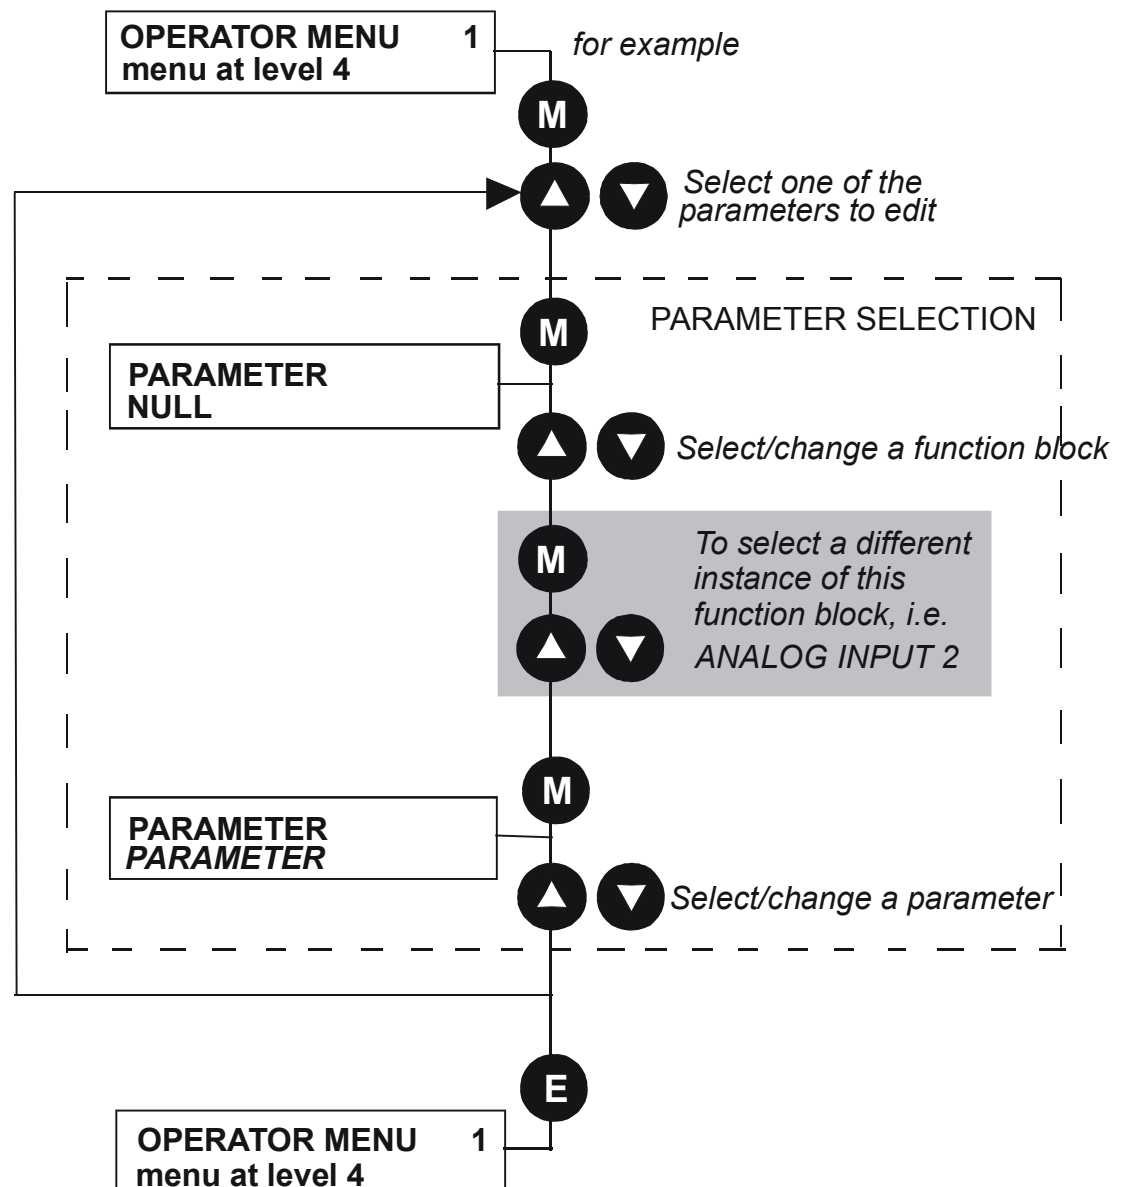 OPERATOR MENU 1
menu at level 4
for example
M
Select one of the
parameters to edit
M
PARAMETER SELECTION
PARAMETER
NULL
Select/change a function block
M
To select a different
instance of this
function block, i.e.
ANALOG INPUT 2
M
PARAMETER
PARAMETER
Select/change a parameter
E
OPERATOR MENU 1
menu at level 4